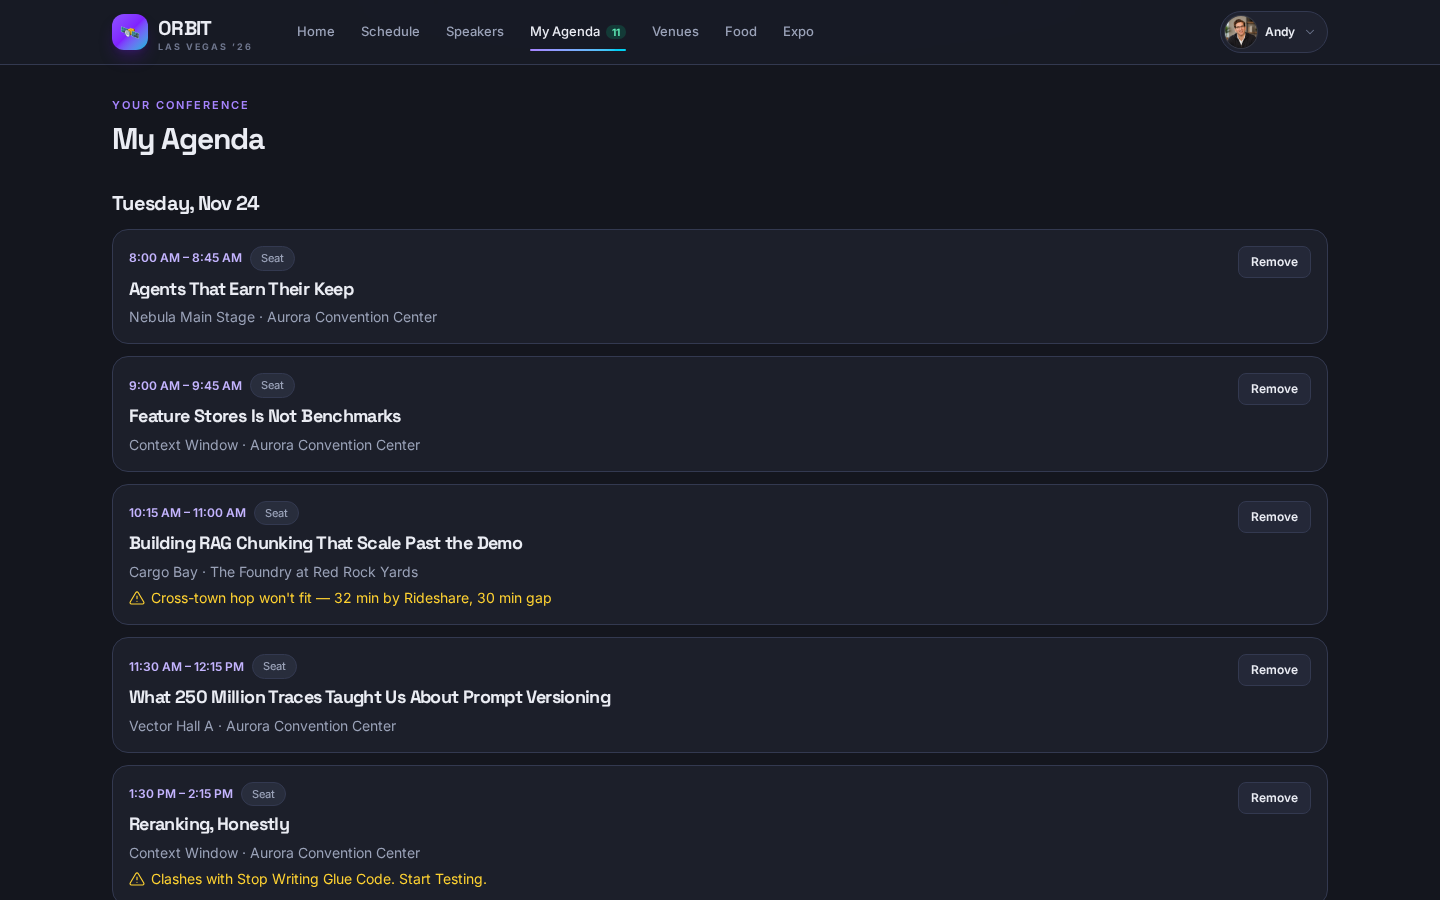 ORBIT
LAS VEGAS '26
Home
Schedule
Speakers
My Agenda 11
Venues
Food
Expo
Andy
YOUR CONFERENCE
My Agenda
Tuesday, Nov 24
8:00 AM – 8:45 AM Seat
Remove
Agents That Earn Their Keep
Nebula Main Stage · Aurora Convention Center
9:00 AM – 9:45 AM Seat
Remove
Feature Stores Is Not Benchmarks
Context Window · Aurora Convention Center
10:15 AM – 11:00 AM Seat
Remove
Building RAG Chunking That Scale Past the Demo
Cargo Bay · The Foundry at Red Rock Yards
Cross-town hop won't fit — 32 min by Rideshare, 30 min gap
11:30 AM – 12:15 PM Seat
Remove
What 250 Million Traces Taught Us About Prompt Versioning
Vector Hall A · Aurora Convention Center
1:30 PM – 2:15 PM Seat
Remove
Reranking, Honestly
Context Window · Aurora Convention Center
Clashes with Stop Writing Glue Code. Start Testing.